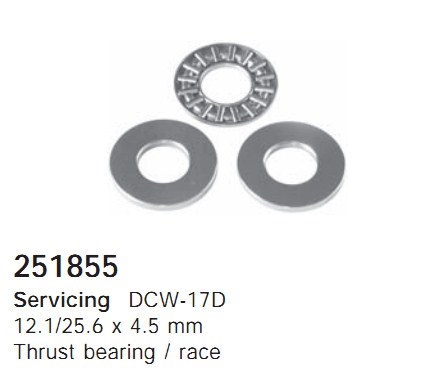 251855
Servicing DCW-17D
12.1/25.6 x 4.5 mm
Thrust bearing / race